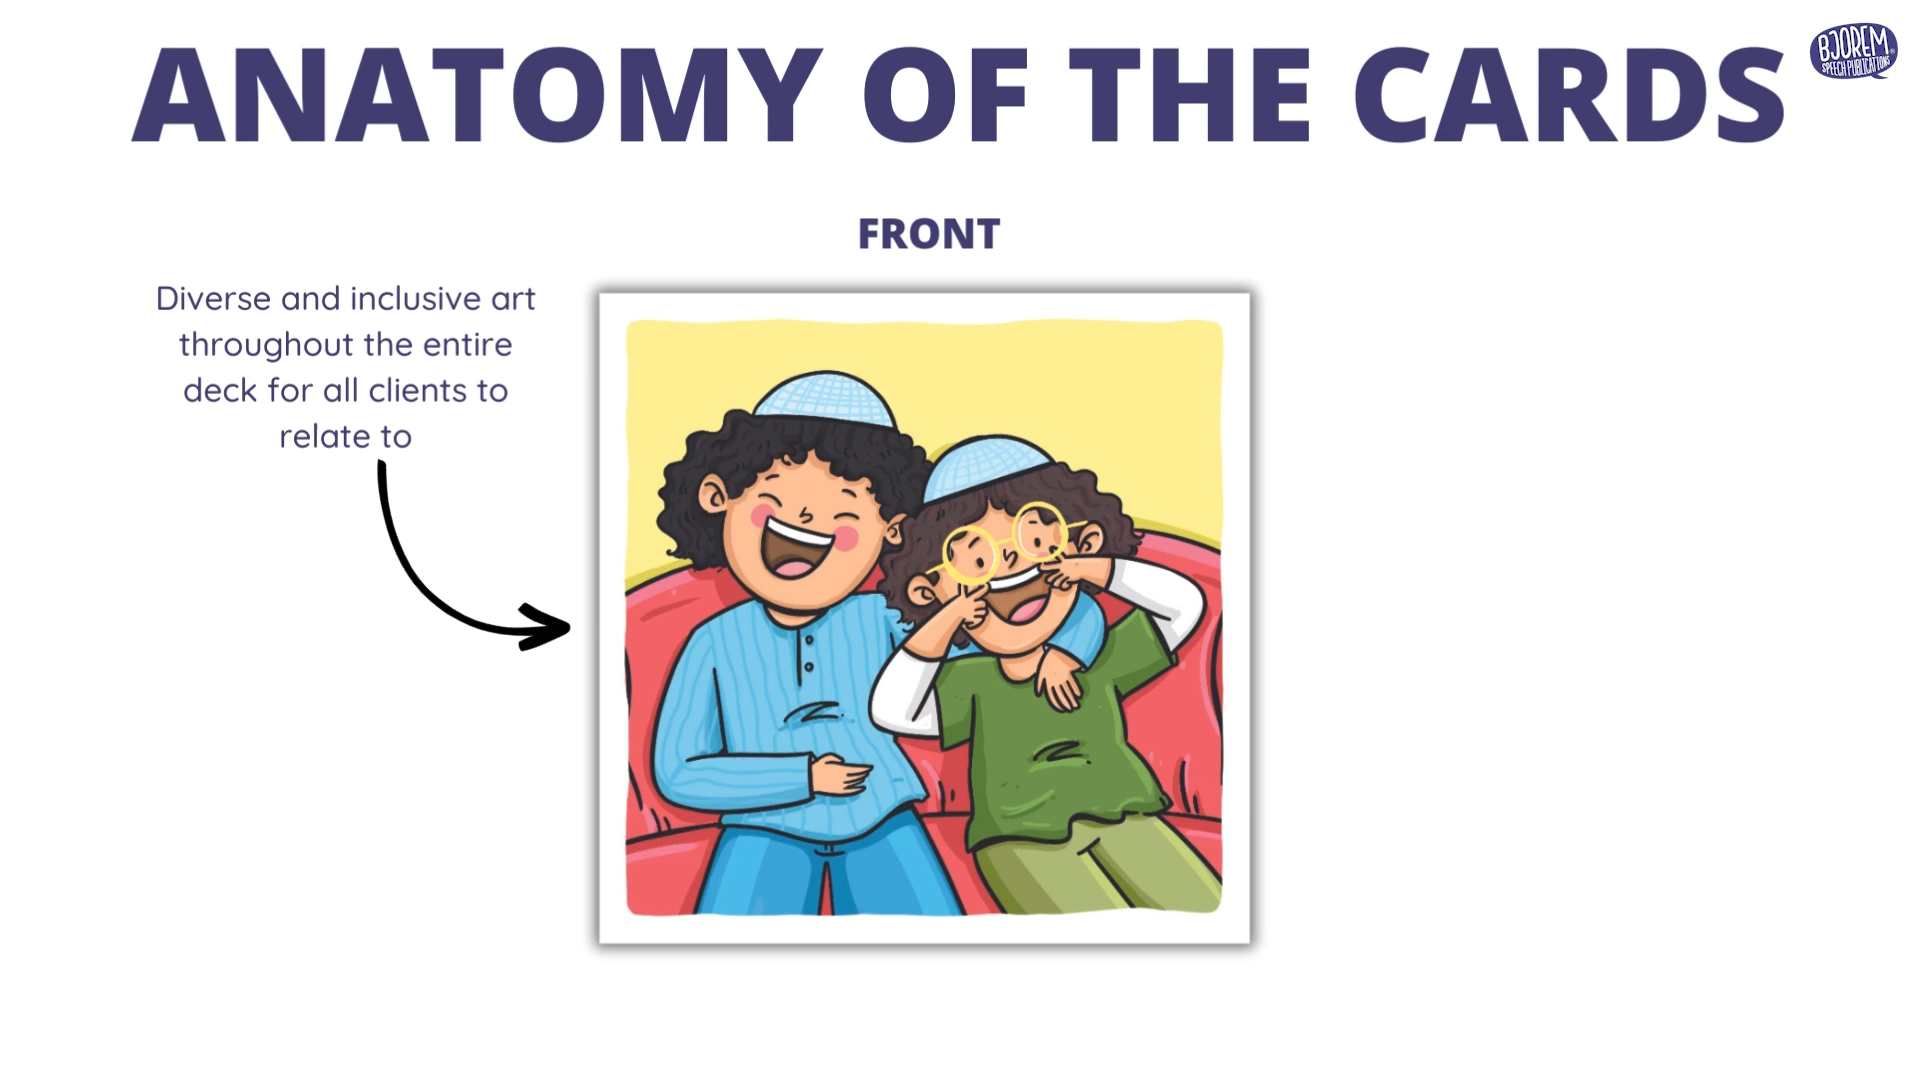 ANATOMY OF THE CARDS
BJOREM®
SPEECH PUBLICATIONS
FRONT
Diverse and inclusive art
throughout the entire
deck for all clients to
relate to